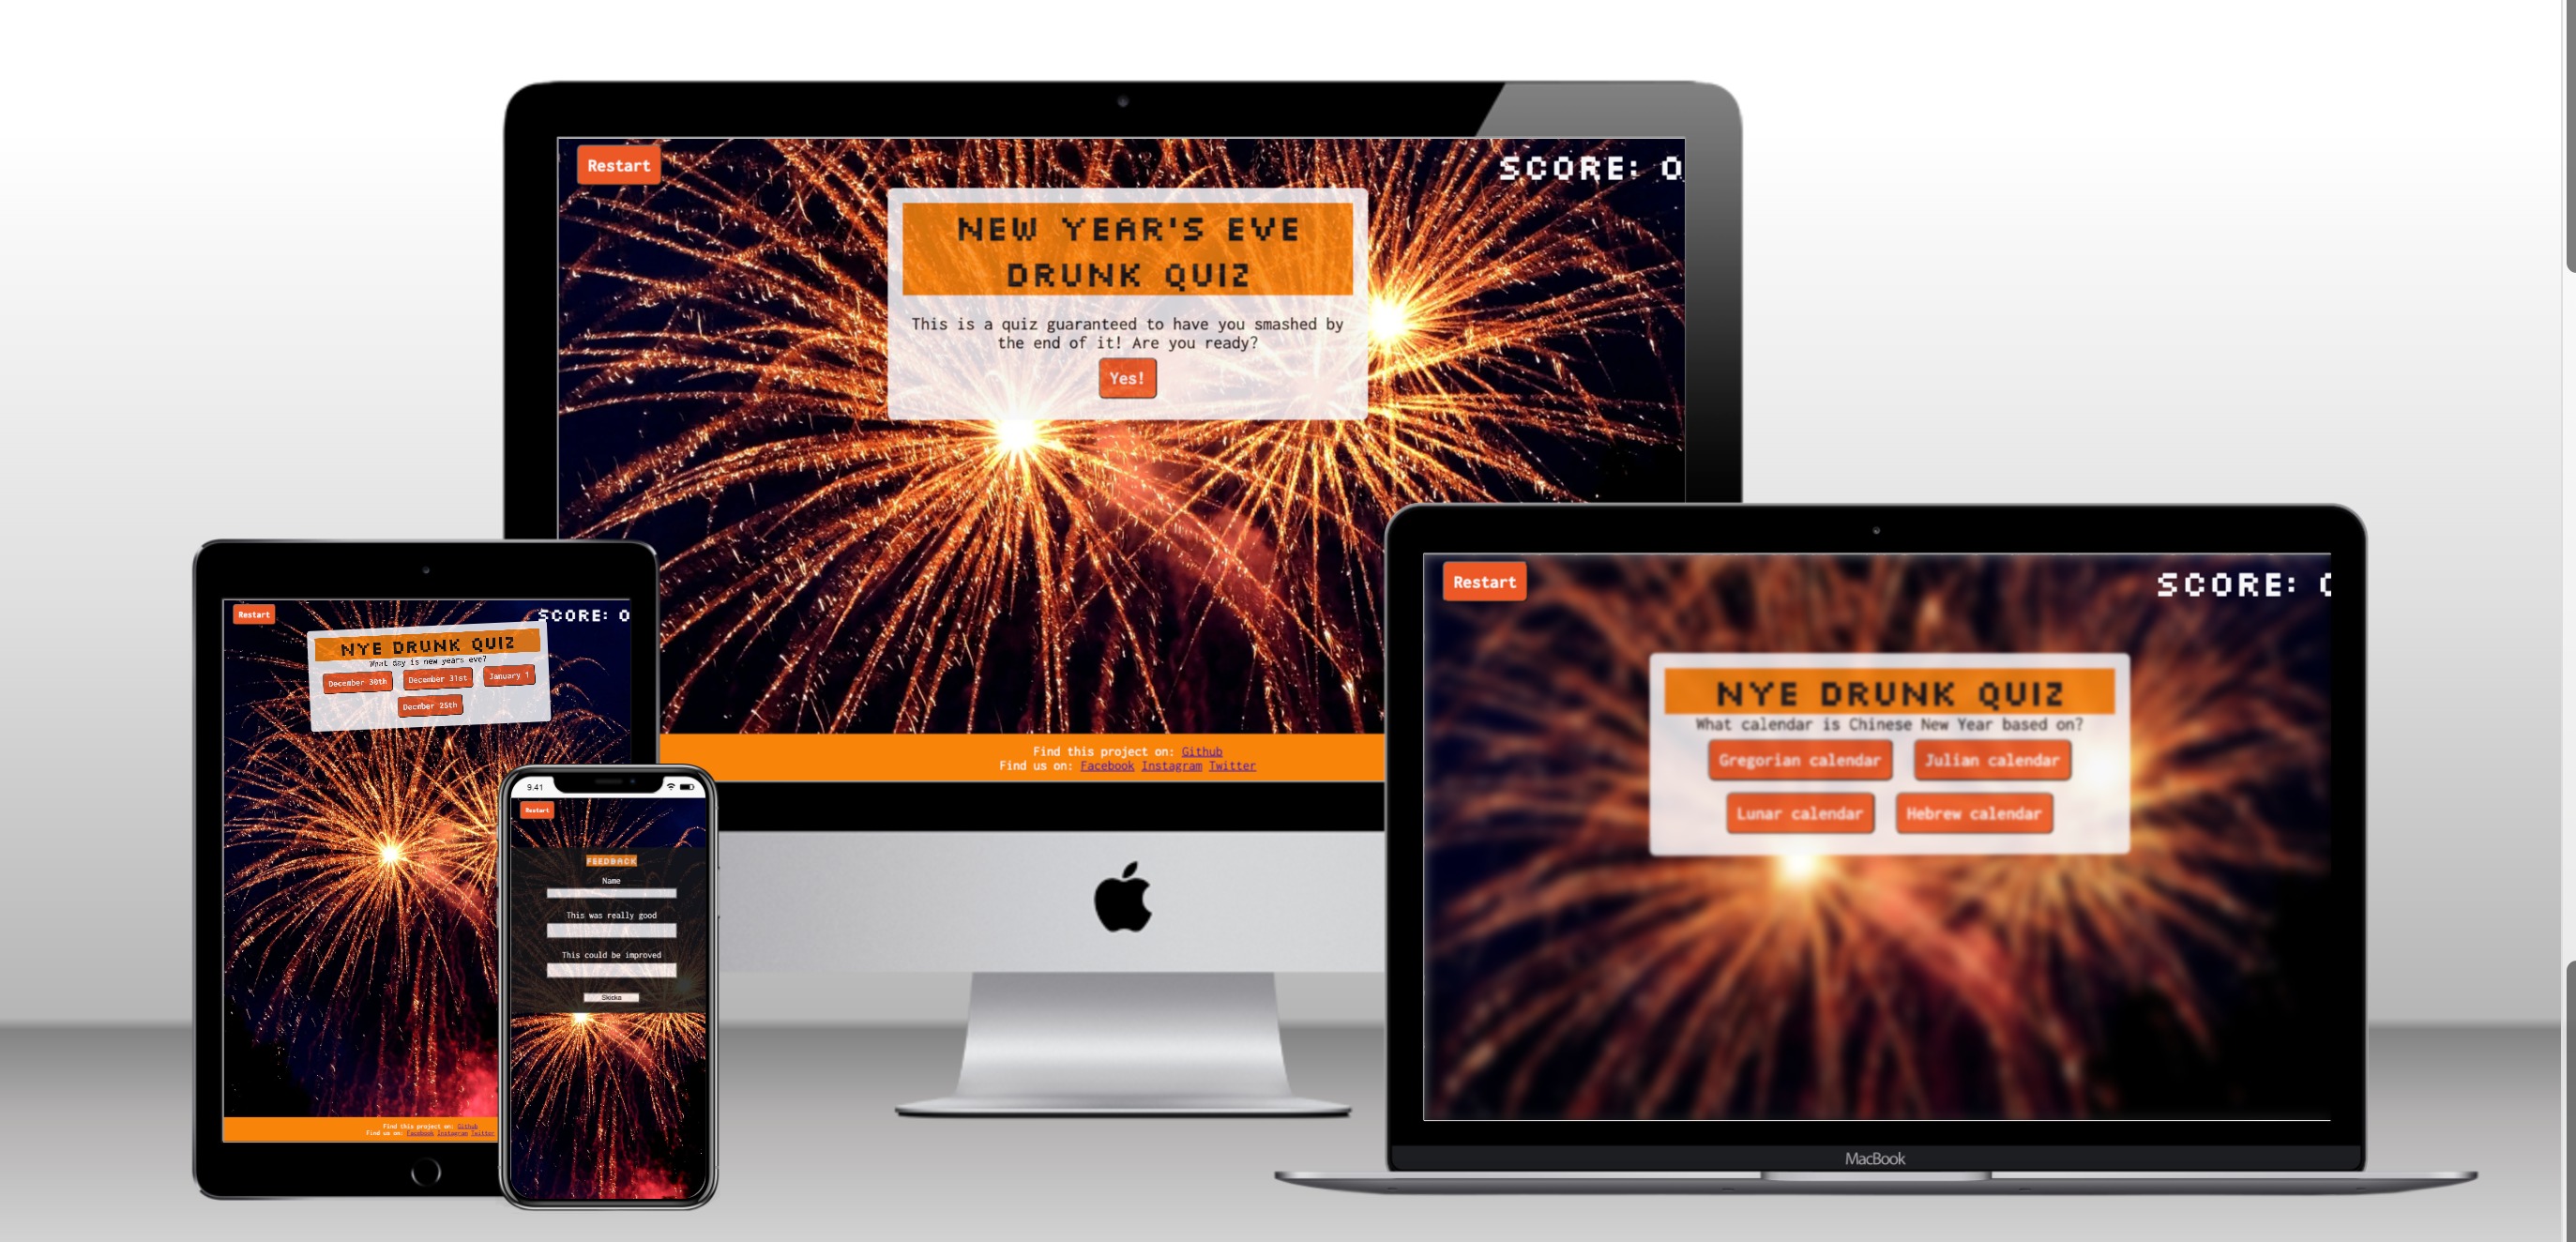 Restart
SCORE: 0
NEW YEAR'S EVE
DRUNK QUIZ
This is a quiz guaranteed to have you smashed by
the end of it! Are you ready?
Yes!
Find this project on: Github
Find us on: Facebook Instagram Twitter
Restart
SCORE: 0
NYE DRUNK QUIZ
What day is new years eve?
December 30th
December 31st
January 1
Decmber 25th
Find this project on: Github
Find us on: Facebook Instagram Twitter
9.41
Restart
FEEDBACK
Name
This was really good
This could be improved
Skicka
Restart
SCORE: 0
NYE DRUNK QUIZ
What calendar is Chinese New Year based on?
Gregorian calendar
Julian calendar
Lunar calendar
Hebrew calendar
MacBook